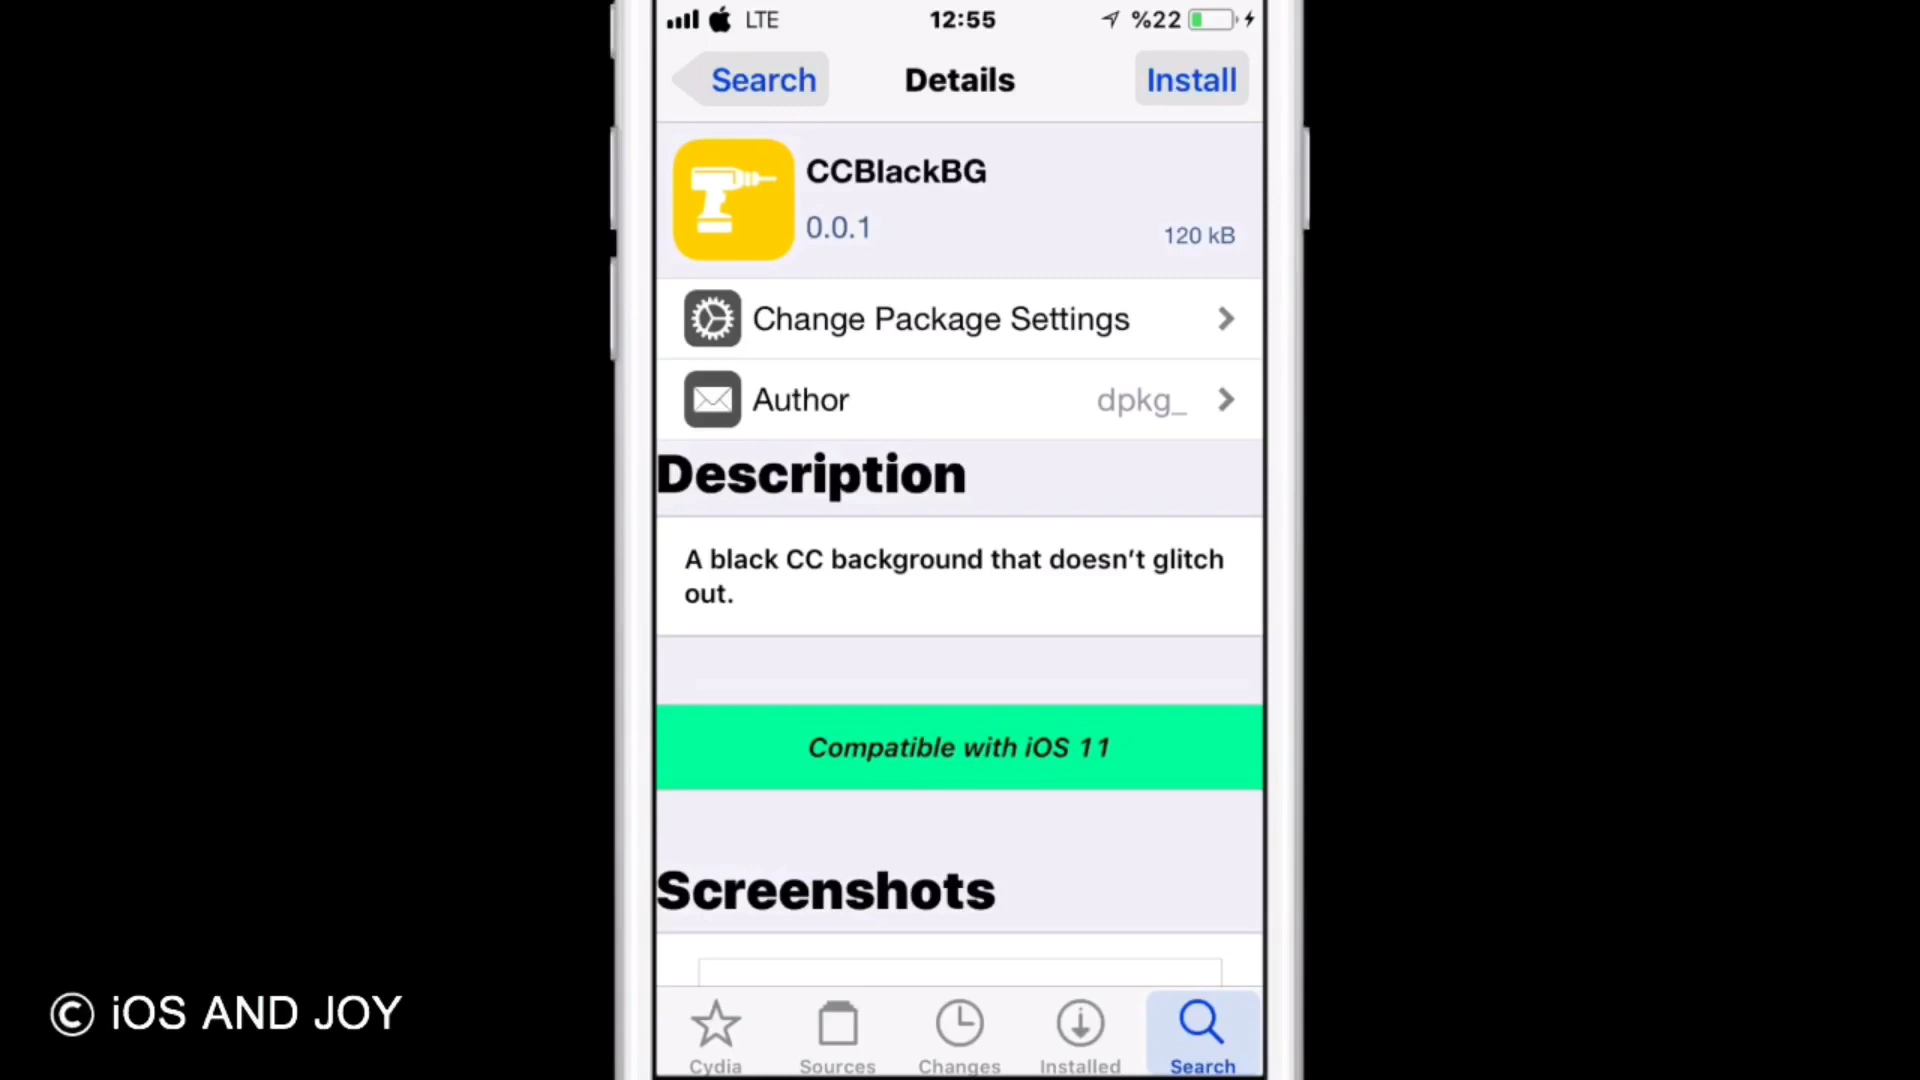 LTE
12:55
%22
Search
Details
Install
CCBlackBG
0.0.1
120 kB
Change Package Settings
Author
dpkg_
Description
A black CC background that doesn't glitch
out.
Compatible with iOS 11
Screenshots
Cydia
Sources
Changes
Installed
Search
© iOS AND JOY